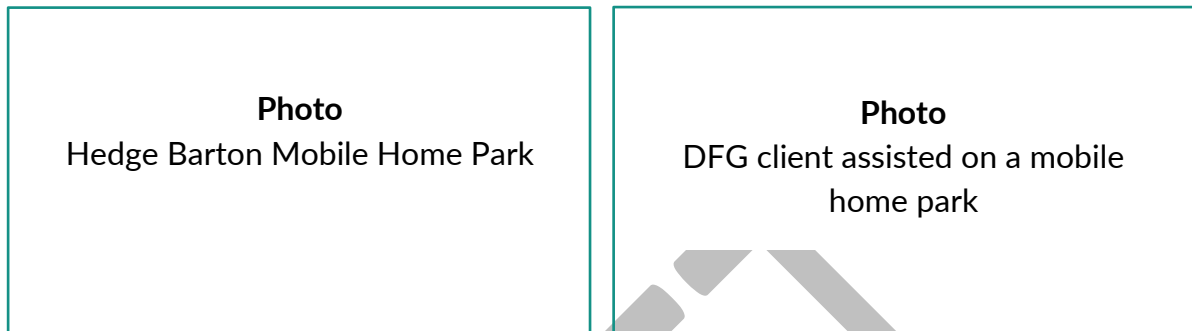 Photo
Hedge Barton Mobile Home Park
Photo
DFG client assisted on a mobile
home park